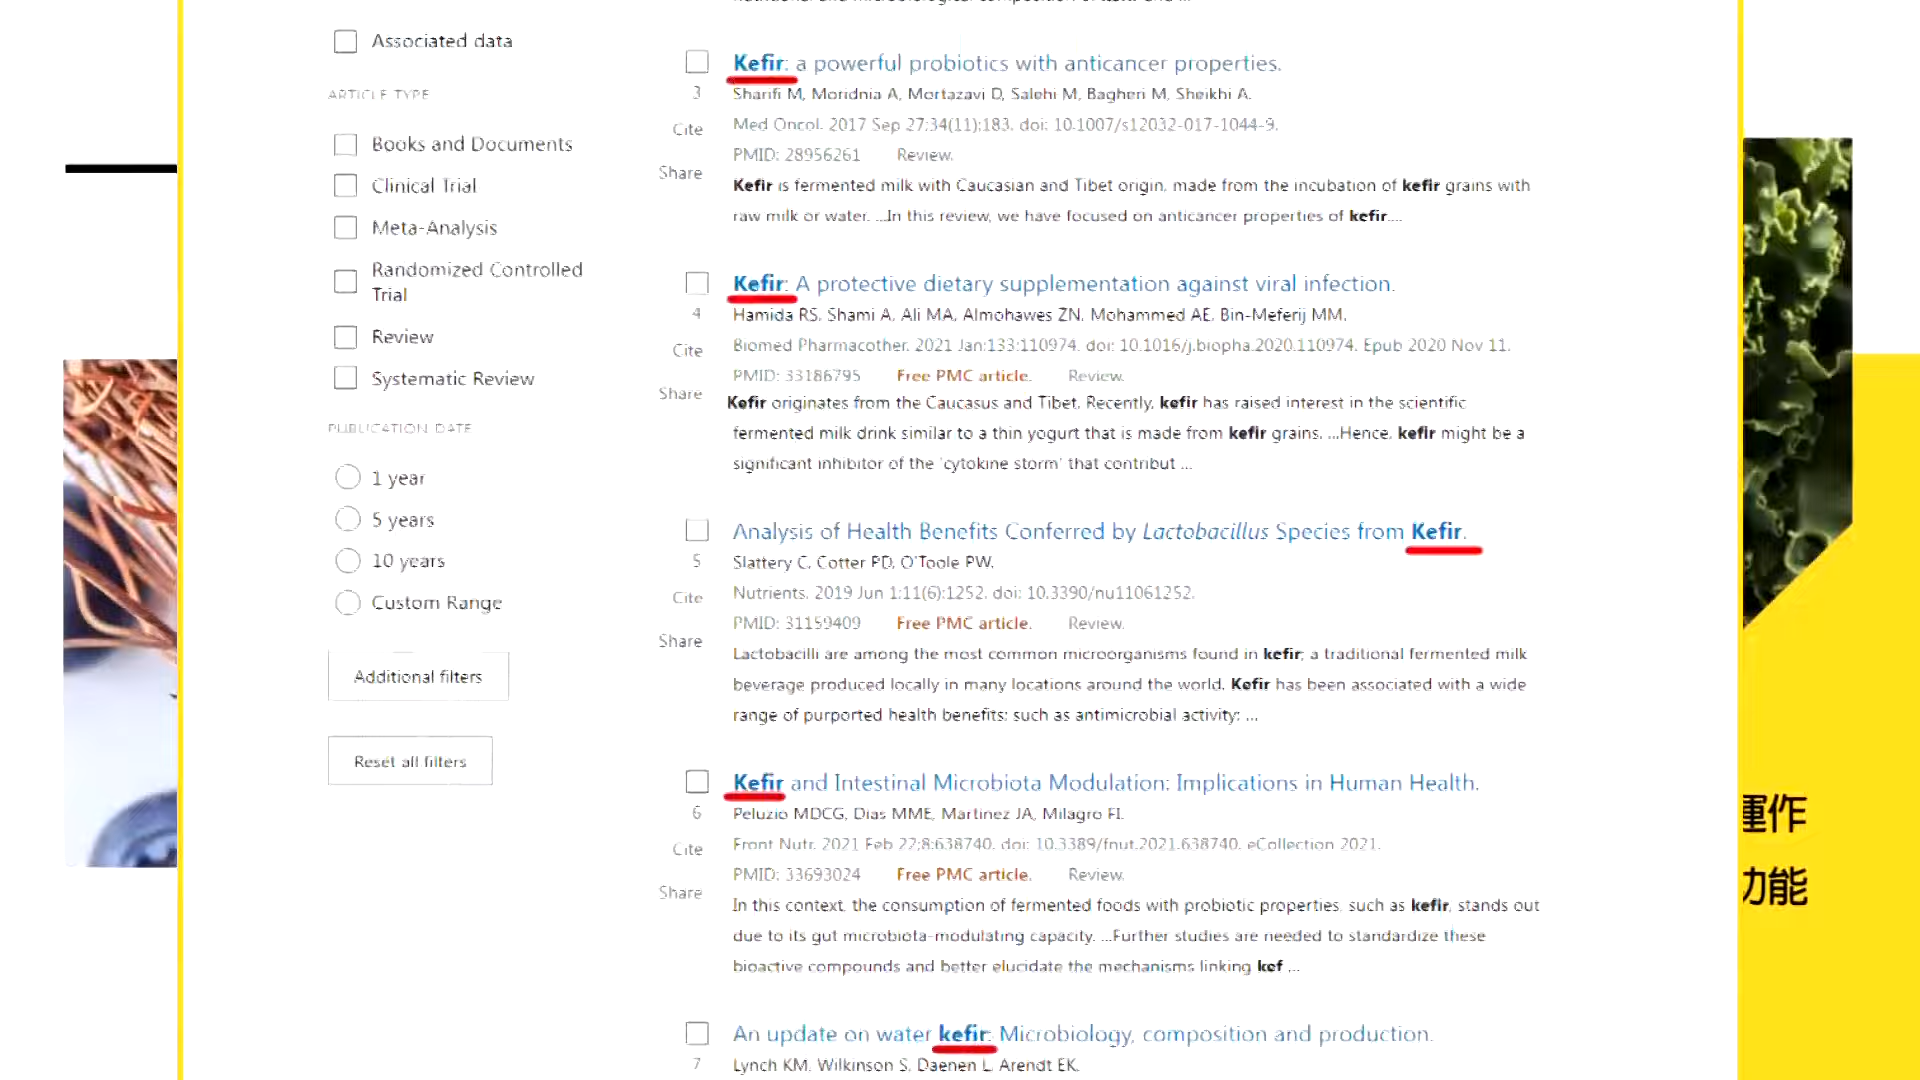 Associated data
ARTICLE TYPE
Books and Documents
Clinical Trial
Meta-Analysis
Randomized Controlled
Trial
Review
Systematic Review
PUBLICATION DATE
1 year
5 years
10 years
Custom Range
Additional filters
Reset all filters
Kefir: a powerful probiotics with anticancer properties.
3
Sharifi M, Moridnia A, Mortazavi D, Salehi M, Bagheri M, Sheikhi A.
Cite
Med Oncol. 2017 Sep 27;34(11):183. doi: 10.1007/s12032-017-1044-9.
PMID: 28956261 Review.
Share
Kefir is fermented milk with Caucasian and Tibet origin, made from the incubation of kefir grains with
raw milk or water. ...In this review, we have focused on anticancer properties of kefir....
Kefir: A protective dietary supplementation against viral infection.
4
Hamida RS, Shami A, Ali MA, Almohawes ZN, Mohammed AE, Bin-Meferij MM.
Cite
Biomed Pharmacother. 2021 Jan;133:110974. doi: 10.1016/j.biopha.2020.110974. Epub 2020 Nov 11.
PMID: 33186795 Free PMC article. Review.
Share
Kefir originates from the Caucasus and Tibet. Recently, kefir has raised interest in the scientific
fermented milk drink similar to a thin yogurt that is made from kefir grains. ...Hence, kefir might be a
significant inhibitor of the 'cytokine storm' that contribut ...
Analysis of Health Benefits Conferred by Lactobacillus Species from Kefir.
5
Slattery C, Cotter PD, O'Toole PW.
Cite
Nutrients. 2019 Jun 1;11(6):1252. doi: 10.3390/nu11061252.
PMID: 31159409 Free PMC article. Review.
Share
Lactobacilli are among the most common microorganisms found in kefir; a traditional fermented milk
beverage produced locally in many locations around the world. Kefir has been associated with a wide
range of purported health benefits; such as antimicrobial activity; ...
Kefir and Intestinal Microbiota Modulation: Implications in Human Health.
6
Peluzio MDCG, Dias MME, Martinez JA, Milagro FI.
Cite
Front Nutr. 2021 Feb 22;8:638740. doi: 10.3389/fnut.2021.638740. eCollection 2021.
PMID: 33693024 Free PMC article. Review.
Share
In this context, the consumption of fermented foods with probiotic properties, such as kefir, stands out
due to its gut microbiota-modulating capacity. ...Further studies are needed to standardize these
bioactive compounds and better elucidate the mechanisms linking kef ...
An update on water kefir: Microbiology, composition and production.
7
Lynch KM, Wilkinson S, Daenen L, Arendt EK.
運作
功能